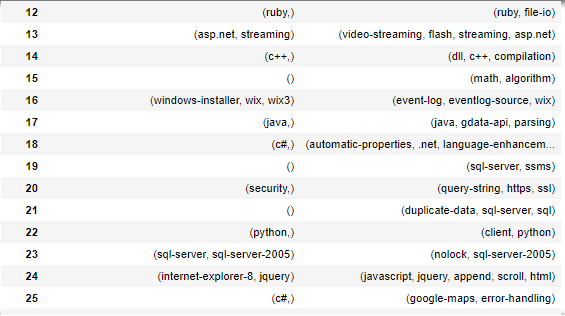 12 (ruby,) (ruby, file-io)
13 (asp.net, streaming) (video-streaming, flash, streaming, asp.net)
14 (c++,) (dll, c++, compilation)
15 () (math, algorithm)
16 (windows-installer, wix, wix3) (event-log, eventlog-source, wix)
17 (java,) (java, gdata-api, parsing)
18 (c#,) (automatic-properties, .net, language-enhancem...
19 () (sql-server, ssms)
20 (security,) (query-string, https, ssl)
21 () (duplicate-data, sql-server, sql)
22 (python,) (client, python)
23 (sql-server, sql-server-2005) (nolock, sql-server-2005)
24 (internet-explorer-8, jquery) (javascript, jquery, append, scroll, html)
25 (c#,) (google-maps, error-handling)